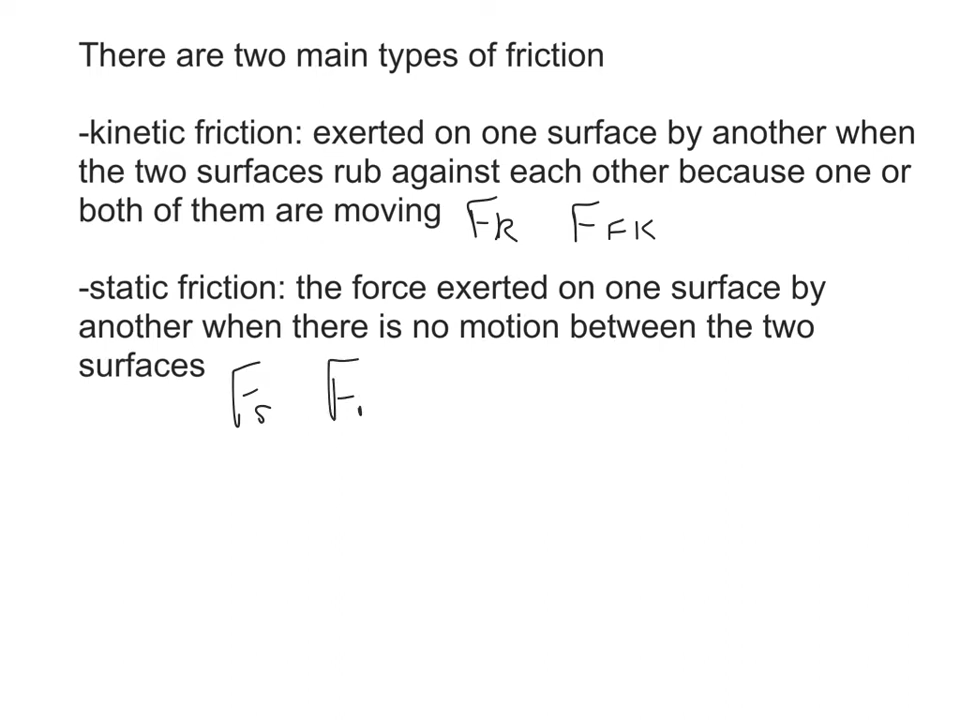 There are two main types of friction
-kinetic friction: exerted on one surface by another when
the two surfaces rub against each other because one or
both of them are moving FK FFK
-static friction: the force exerted on one surface by
another when there is no motion between the two
surfaces Fs F